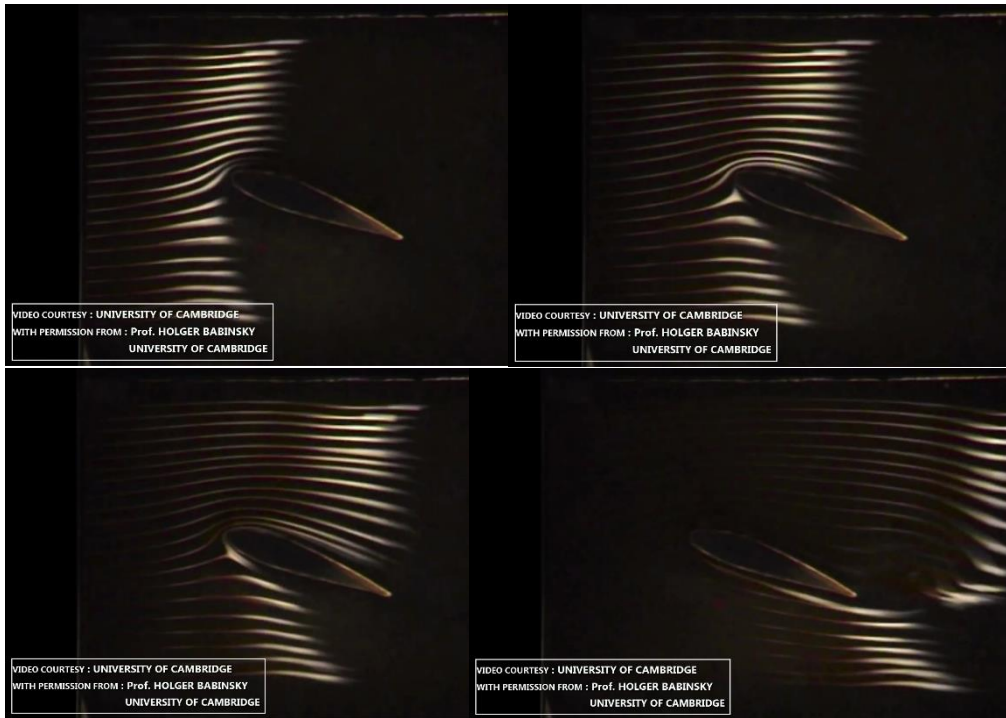 VIDEO COURTESY : UNIVERSITY OF CAMBRIDGE
WITH PERMISSION FROM : Prof. HOLGER BABINSKY
UNIVERSITY OF CAMBRIDGE
VIDEO COURTESY : UNIVERSITY OF CAMBRIDGE
WITH PERMISSION FROM : Prof. HOLGER BABINSKY
UNIVERSITY OF CAMBRIDGE
VIDEO COURTESY : UNIVERSITY OF CAMBRIDGE
WITH PERMISSION FROM : Prof. HOLGER BABINSKY
UNIVERSITY OF CAMBRIDGE
VIDEO COURTESY : UNIVERSITY OF CAMBRIDGE
WITH PERMISSION FROM : Prof. HOLGER BABINSKY
UNIVERSITY OF CAMBRIDGE